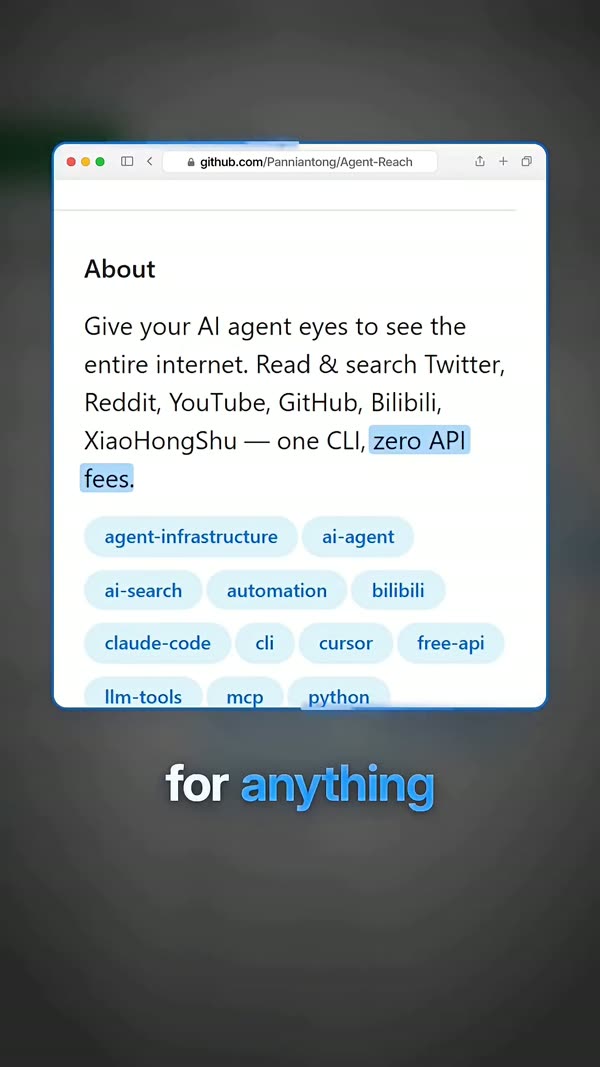 github.com/Panniantong/Agent-Reach
About
Give your AI agent eyes to see the
entire internet. Read & search Twitter,
Reddit, YouTube, GitHub, Bilibili,
XiaoHongShu — one CLI, zero API
fees.
agent-infrastructure ai-agent
ai-search automation bilibili
claude-code cli cursor free-api
llm-tools mcp python
for anything